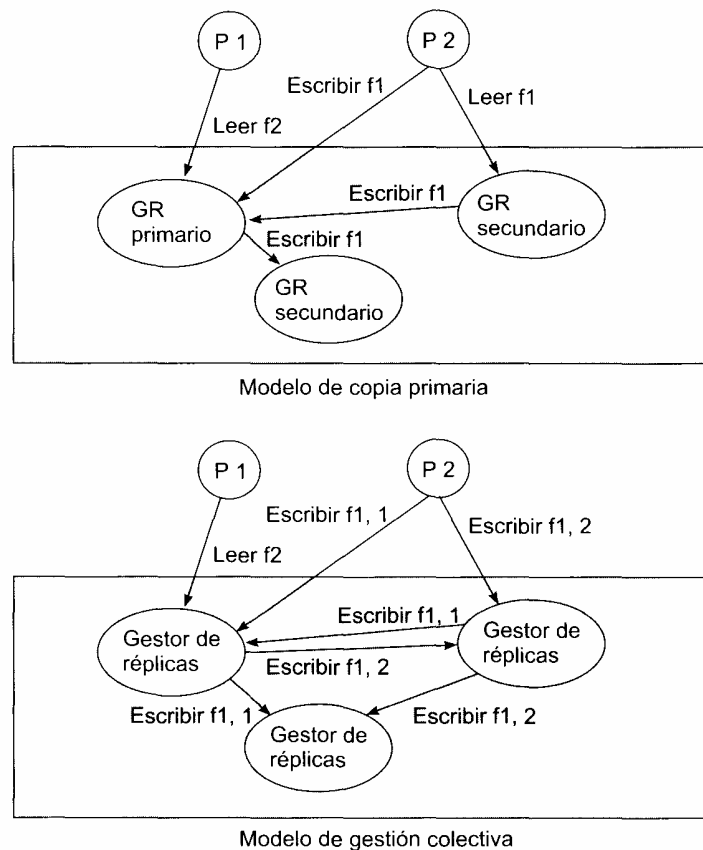 P 1
P 2
Escribir f1
Leer f1
Leer f2
GR
primario
Escribir f1
GR
secundario
Escribir f1
GR
secundario
Modelo de copia primaria
P 1
P 2
Escribir f1, 1
Escribir f1, 2
Leer f2
Gestor de
réplicas
Escribir f1, 1
Gestor de
réplicas
Escribir f1, 2
Escribir f1, 1
Escribir f1, 2
Gestor de
réplicas
Modelo de gestión colectiva